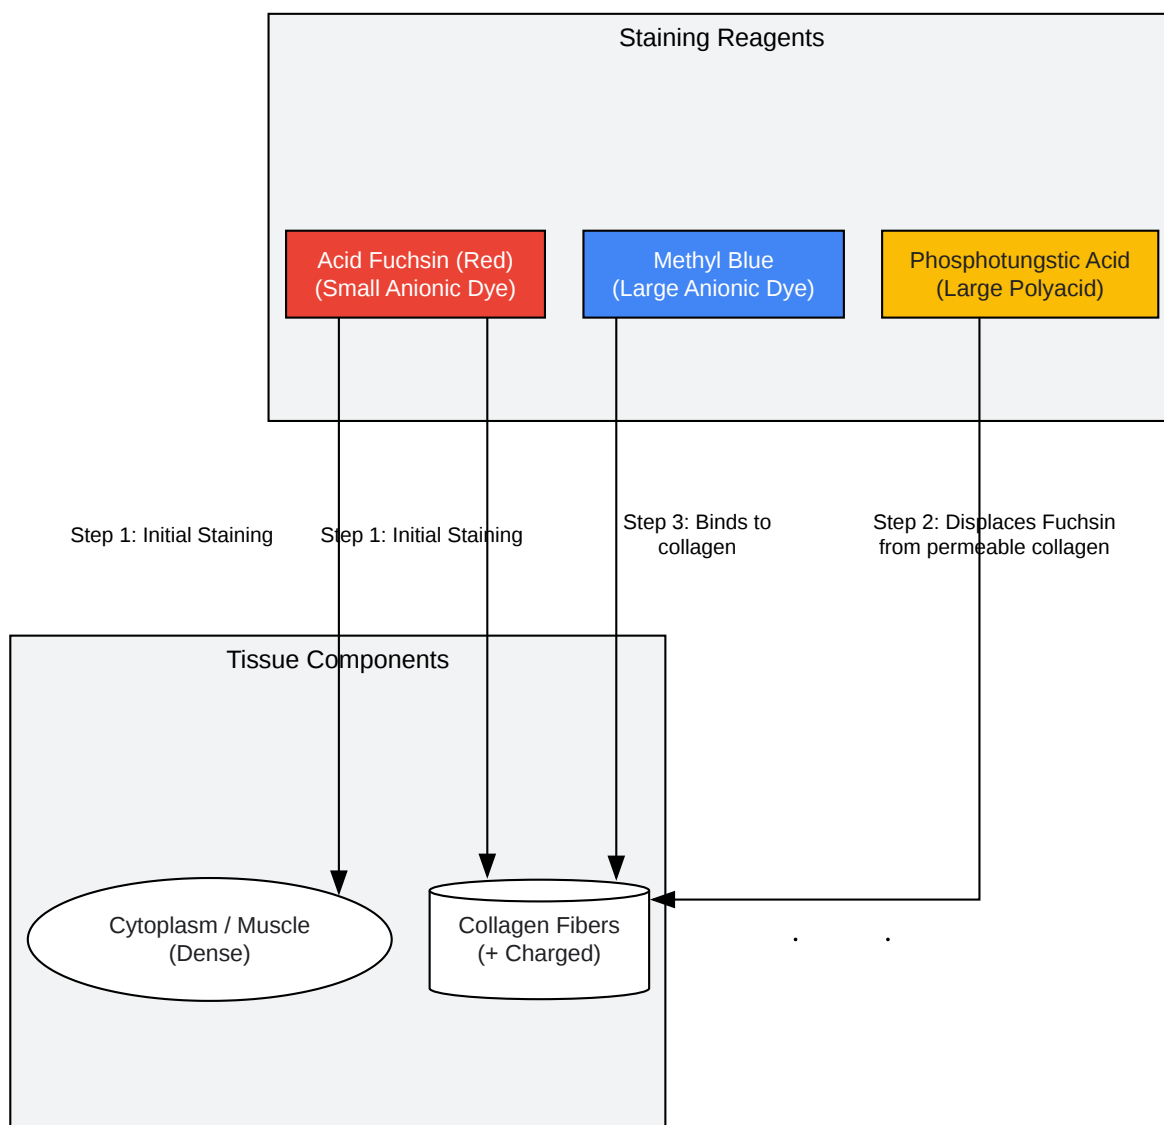 Staining Reagents
Acid Fuchsin (Red)
(Small Anionic Dye)
Methyl Blue
(Large Anionic Dye)
Phosphotungstic Acid
(Large Polyacid)
Step 1: Initial Staining
Step 1: Initial Staining
Step 3: Binds to
collagen
Step 2: Displaces Fuchsin
from permeable collagen
Tissue Components
Cytoplasm / Muscle
(Dense)
Collagen Fibers
(+ Charged)